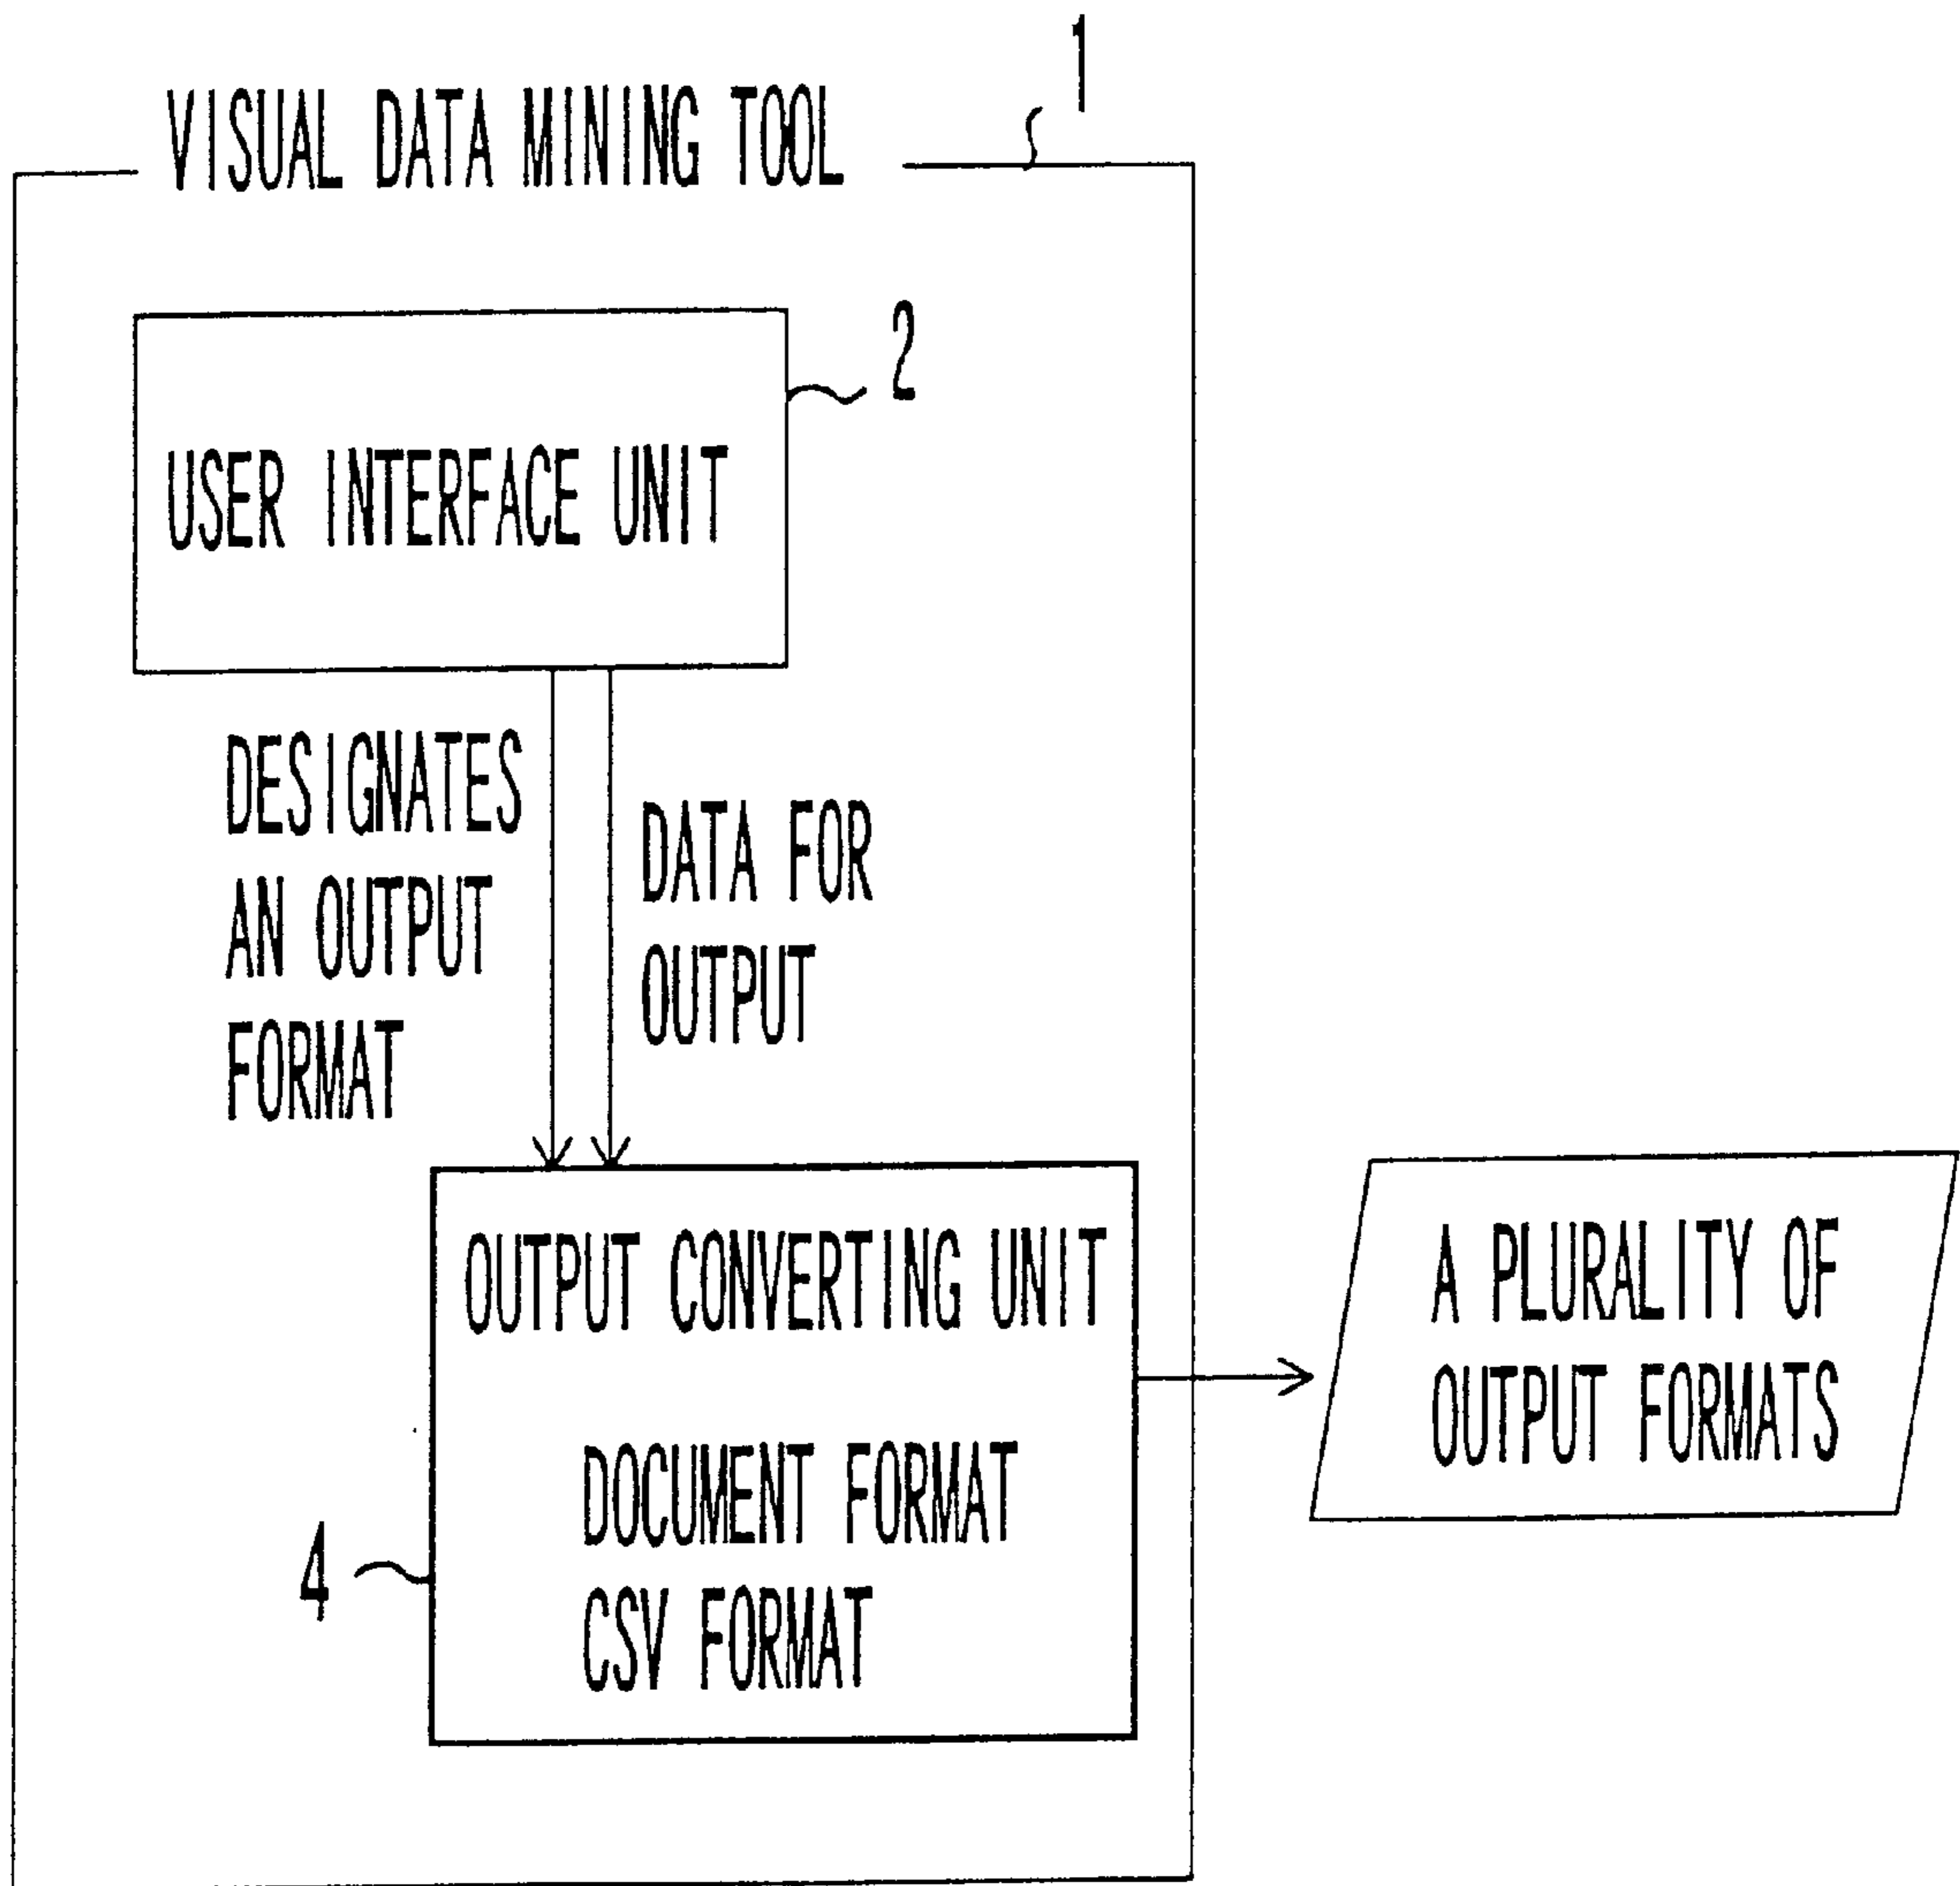 1
VISUAL DATA MINING TOOL
2
USER INTERFACE UNIT
DESIGNATES
AN OUTPUT
FORMAT
DATA FOR
OUTPUT
OUTPUT CONVERTING UNIT
DOCUMENT FORMAT
CSV FORMAT
4
A PLURALITY OF
OUTPUT FORMATS